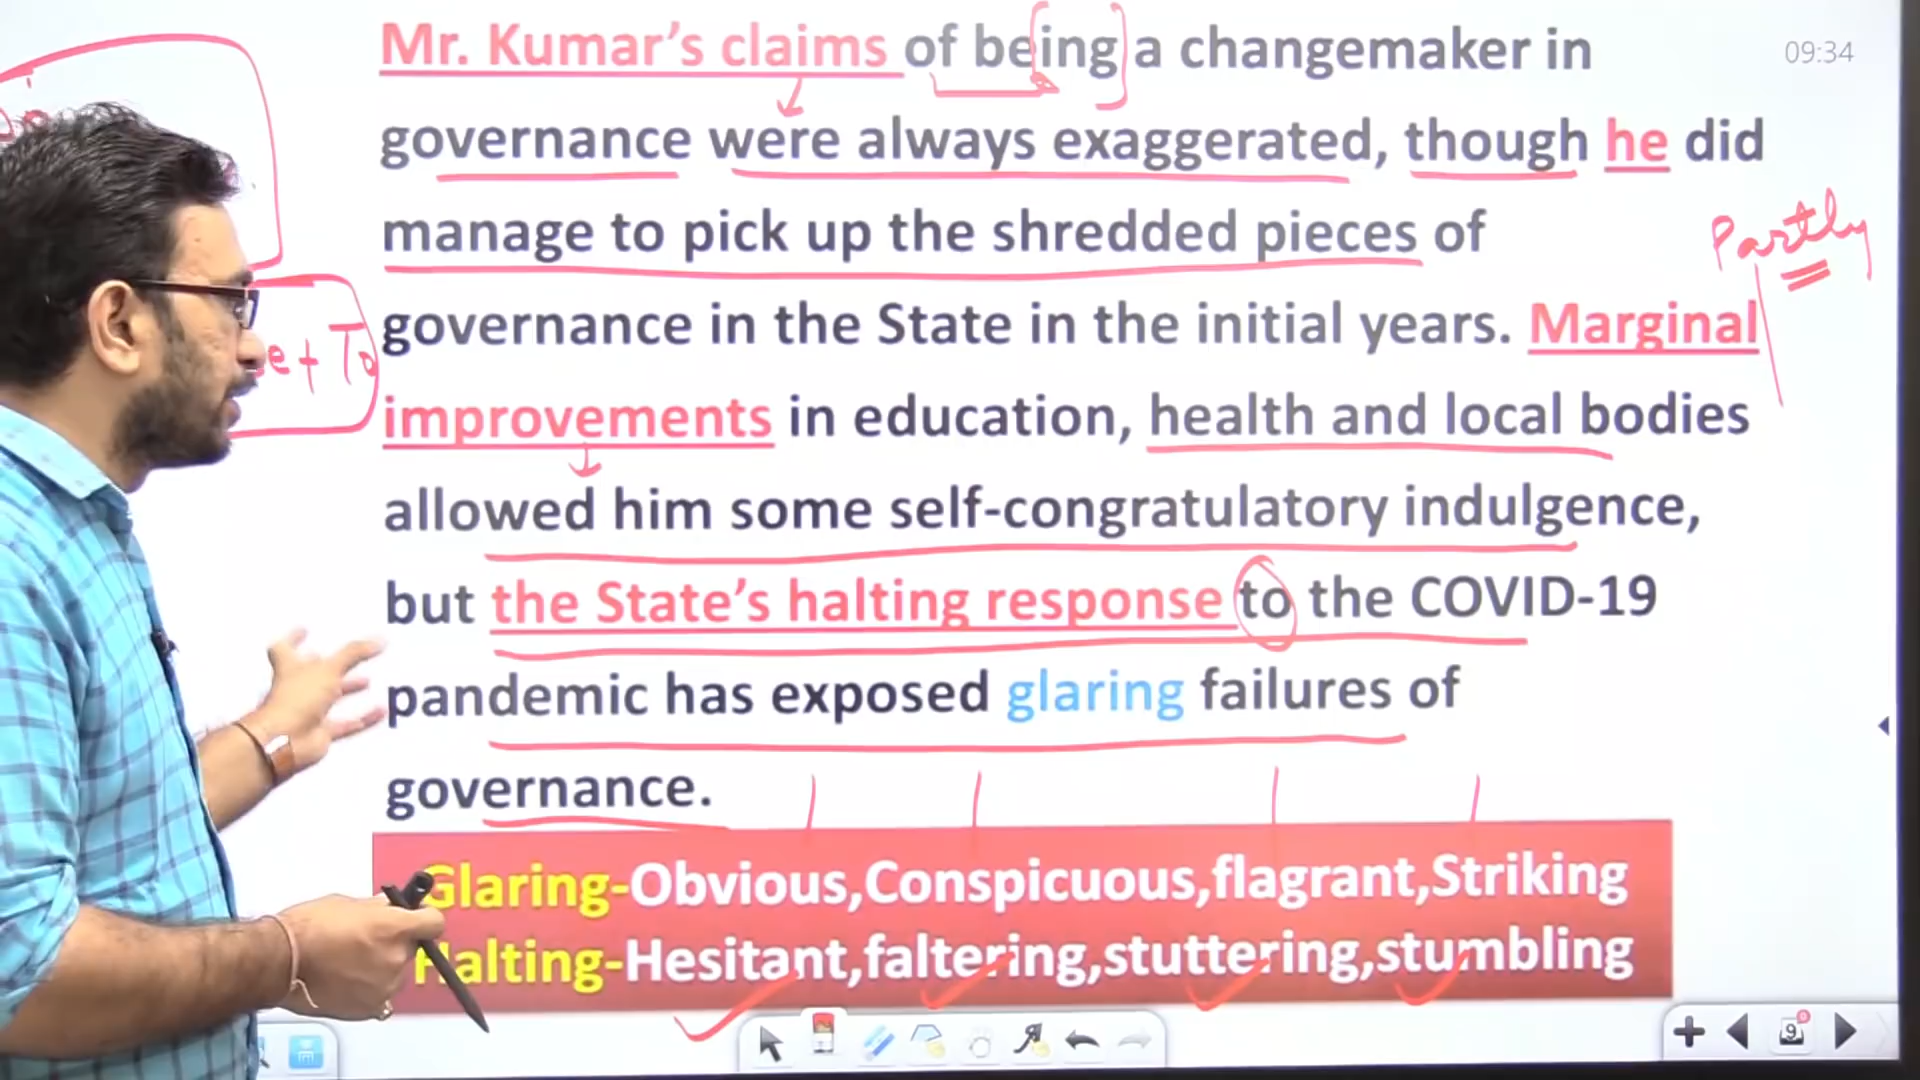 Mr. Kumar’s claims of being a changemaker in
09:34
governance were always exaggerated, though he did
manage to pick up the shredded pieces of
Partly
governance in the State in the initial years. Marginal
e + To
improvements in education, health and local bodies
allowed him some self-congratulatory indulgence,
but the State’s halting response to the COVID-19
pandemic has exposed glaring failures of
governance.
Glaring-Obvious,Conspicuous,flagrant,Striking
Halting-Hesitant,faltering,stuttering,stumbling
9